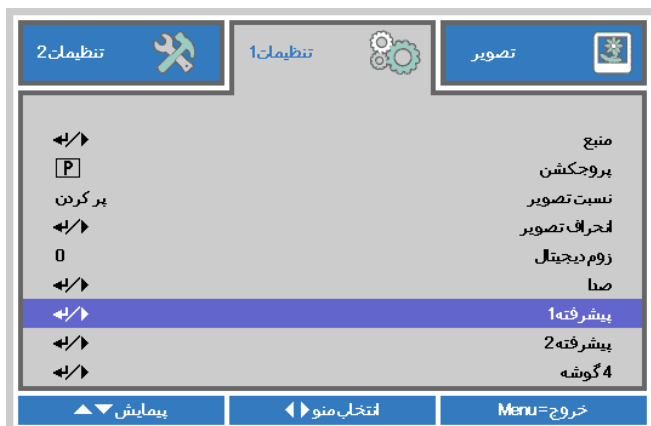 تصویر
تنظیمات1
تنظیمات2
منبع
پروجکشن P
نسبت تصویر پر کردن
انحراف تصویر
زوم دیجیتال 0
صدا
پیشرفته1
پیشرفته2
4 گوشه
خروج=Menu انتخاب منو پیمایش